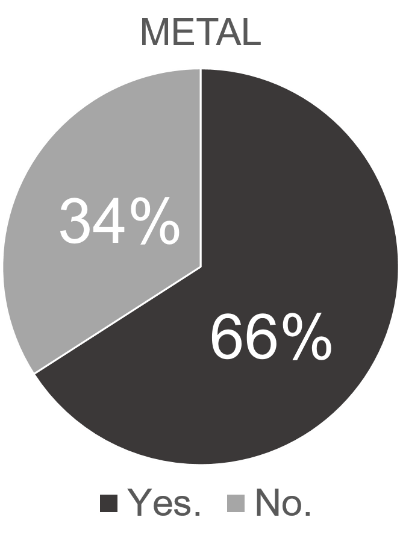 METAL
34%
66%
Yes. No.